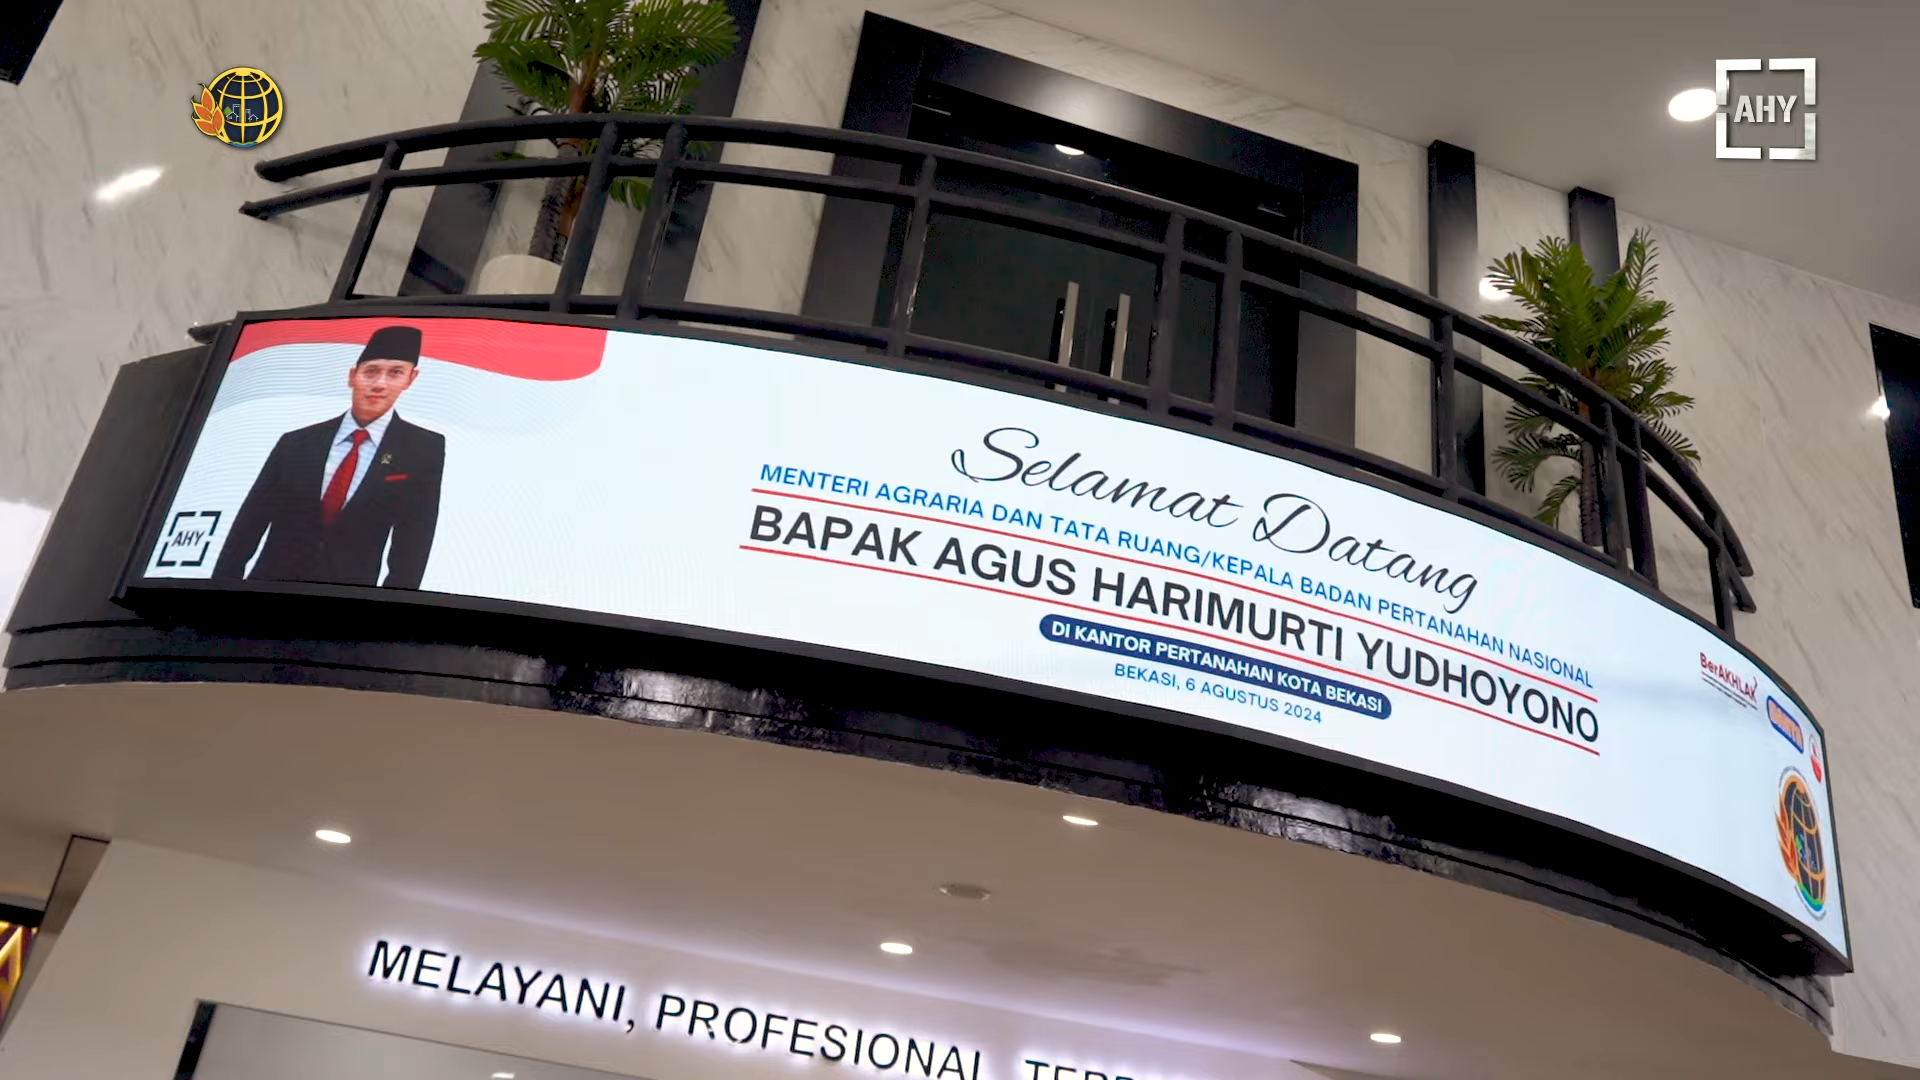 AHY
Selamat Datang
MENTERI AGRARIA DAN TATA RUANG/KEPALA BADAN PERTANAHAN NASIONAL
BAPAK AGUS HARIMURTI YUDHOYONO
DI KANTOR PERTANAHAN KOTA BEKASI
BEKASI, 6 AGUSTUS 2024
AHY
BerAKHLAK
MELAYANI, PROFESIONAL